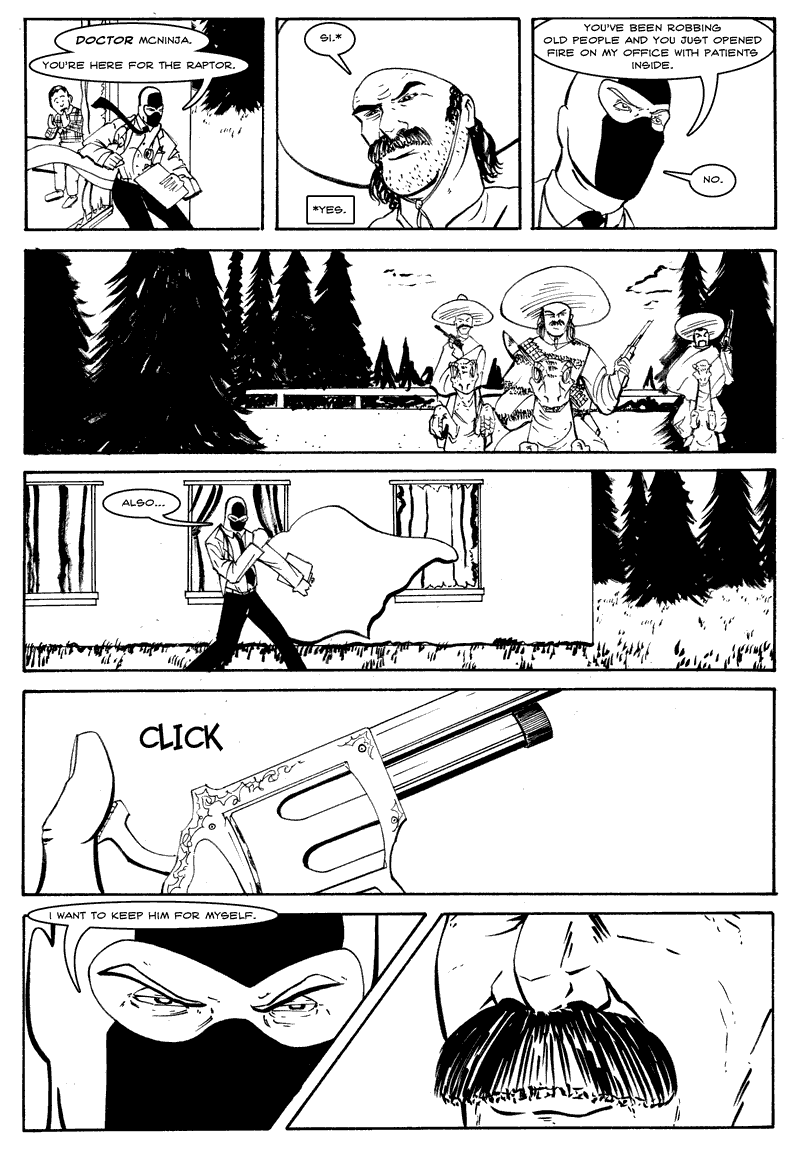 DOCTOR MCNINJA.
YOU'RE HERE FOR THE RAPTOR.
SI.*
*YES.
YOU'VE BEEN ROBBING
OLD PEOPLE AND YOU JUST OPENED
FIRE ON MY OFFICE WITH PATIENTS
INSIDE.
NO.
ALSO...
CLICK
I WANT TO KEEP HIM FOR MYSELF.